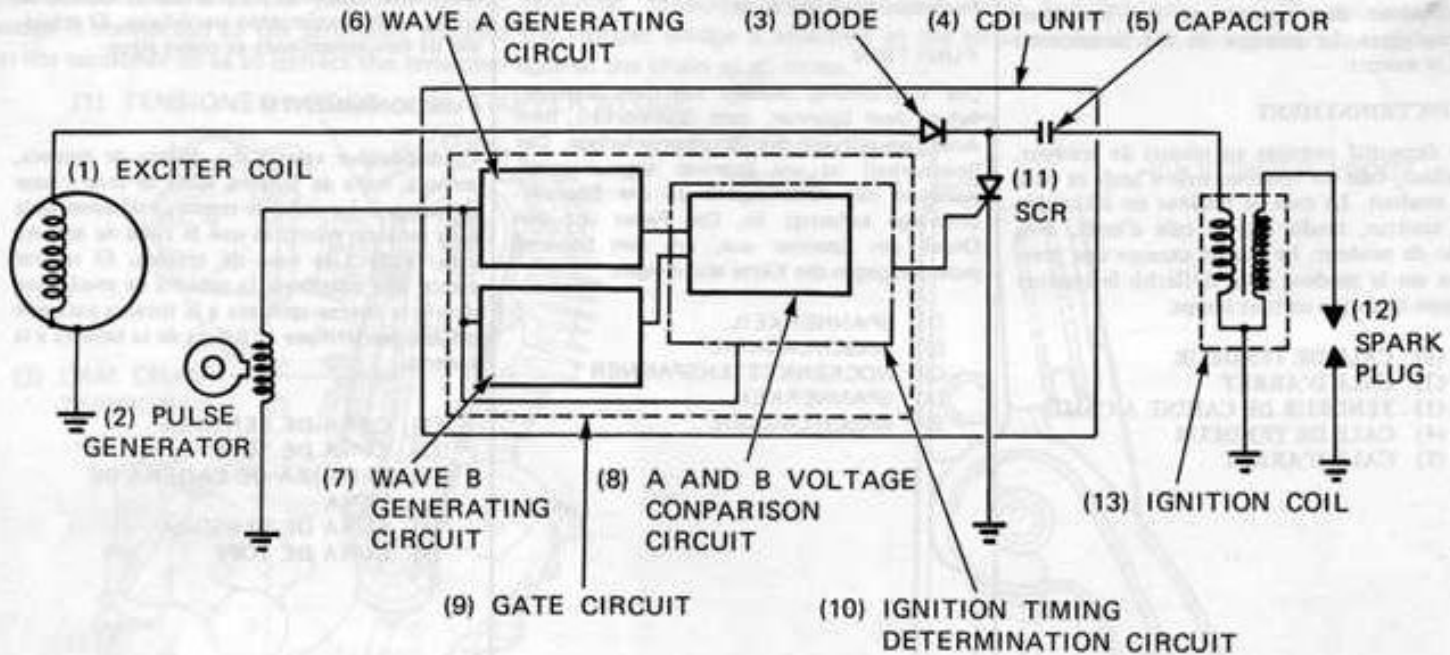 (6) WAVE A GENERATING
CIRCUIT
(3) DIODE
(4) CDI UNIT
(5) CAPACITOR
(1) EXCITER COIL
(11)
SCR
(2) PULSE
GENERATOR
(12)
SPARK
PLUG
(7) WAVE B
GENERATING
CIRCUIT
(8) A AND B VOLTAGE
CONPARISON
CIRCUIT
(13) IGNITION COIL
(9) GATE CIRCUIT
(10) IGNITION TIMING
DETERMINATION CIRCUIT